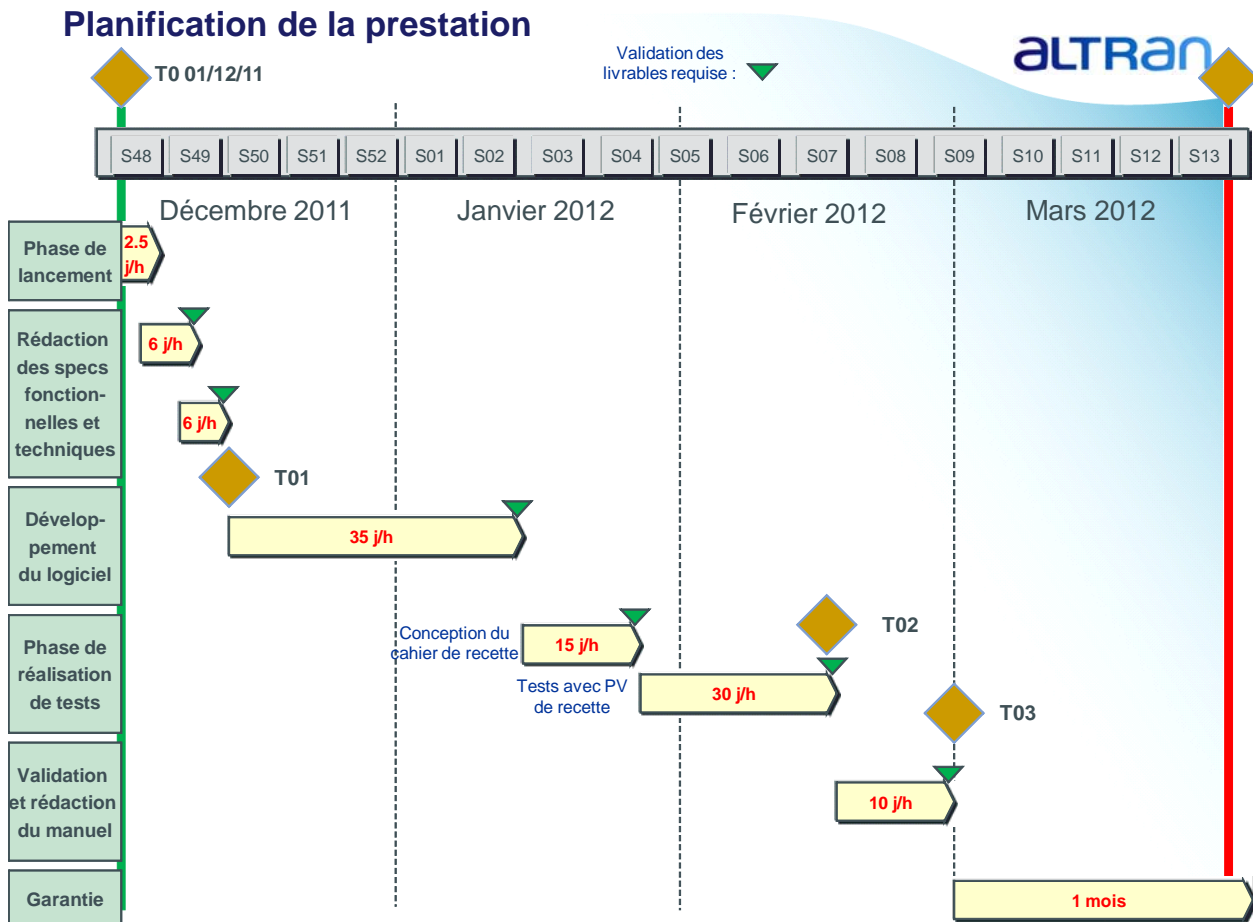 Planification de la prestation
T0 01/12/11
Validation des
livrables requise :
aLTRan
S48 S49 S50 S51 S52 S01 S02 S03 S04 S05 S06 S07 S08 S09 S10 S11 S12 S13
Décembre 2011
Janvier 2012
Février 2012
Mars 2012
Phase de
lancement
2.5
j/h
Rédaction
des specs
fonction-
nelles et
techniques
6 j/h
6 j/h
T01
Dévelop-
pement
du logiciel
35 j/h
Phase de
réalisation
de tests
Conception du
cahier de recette
15 j/h
T02
Tests avec PV
de recette
30 j/h
T03
Validation
et rédaction
du manuel
10 j/h
Garantie
1 mois